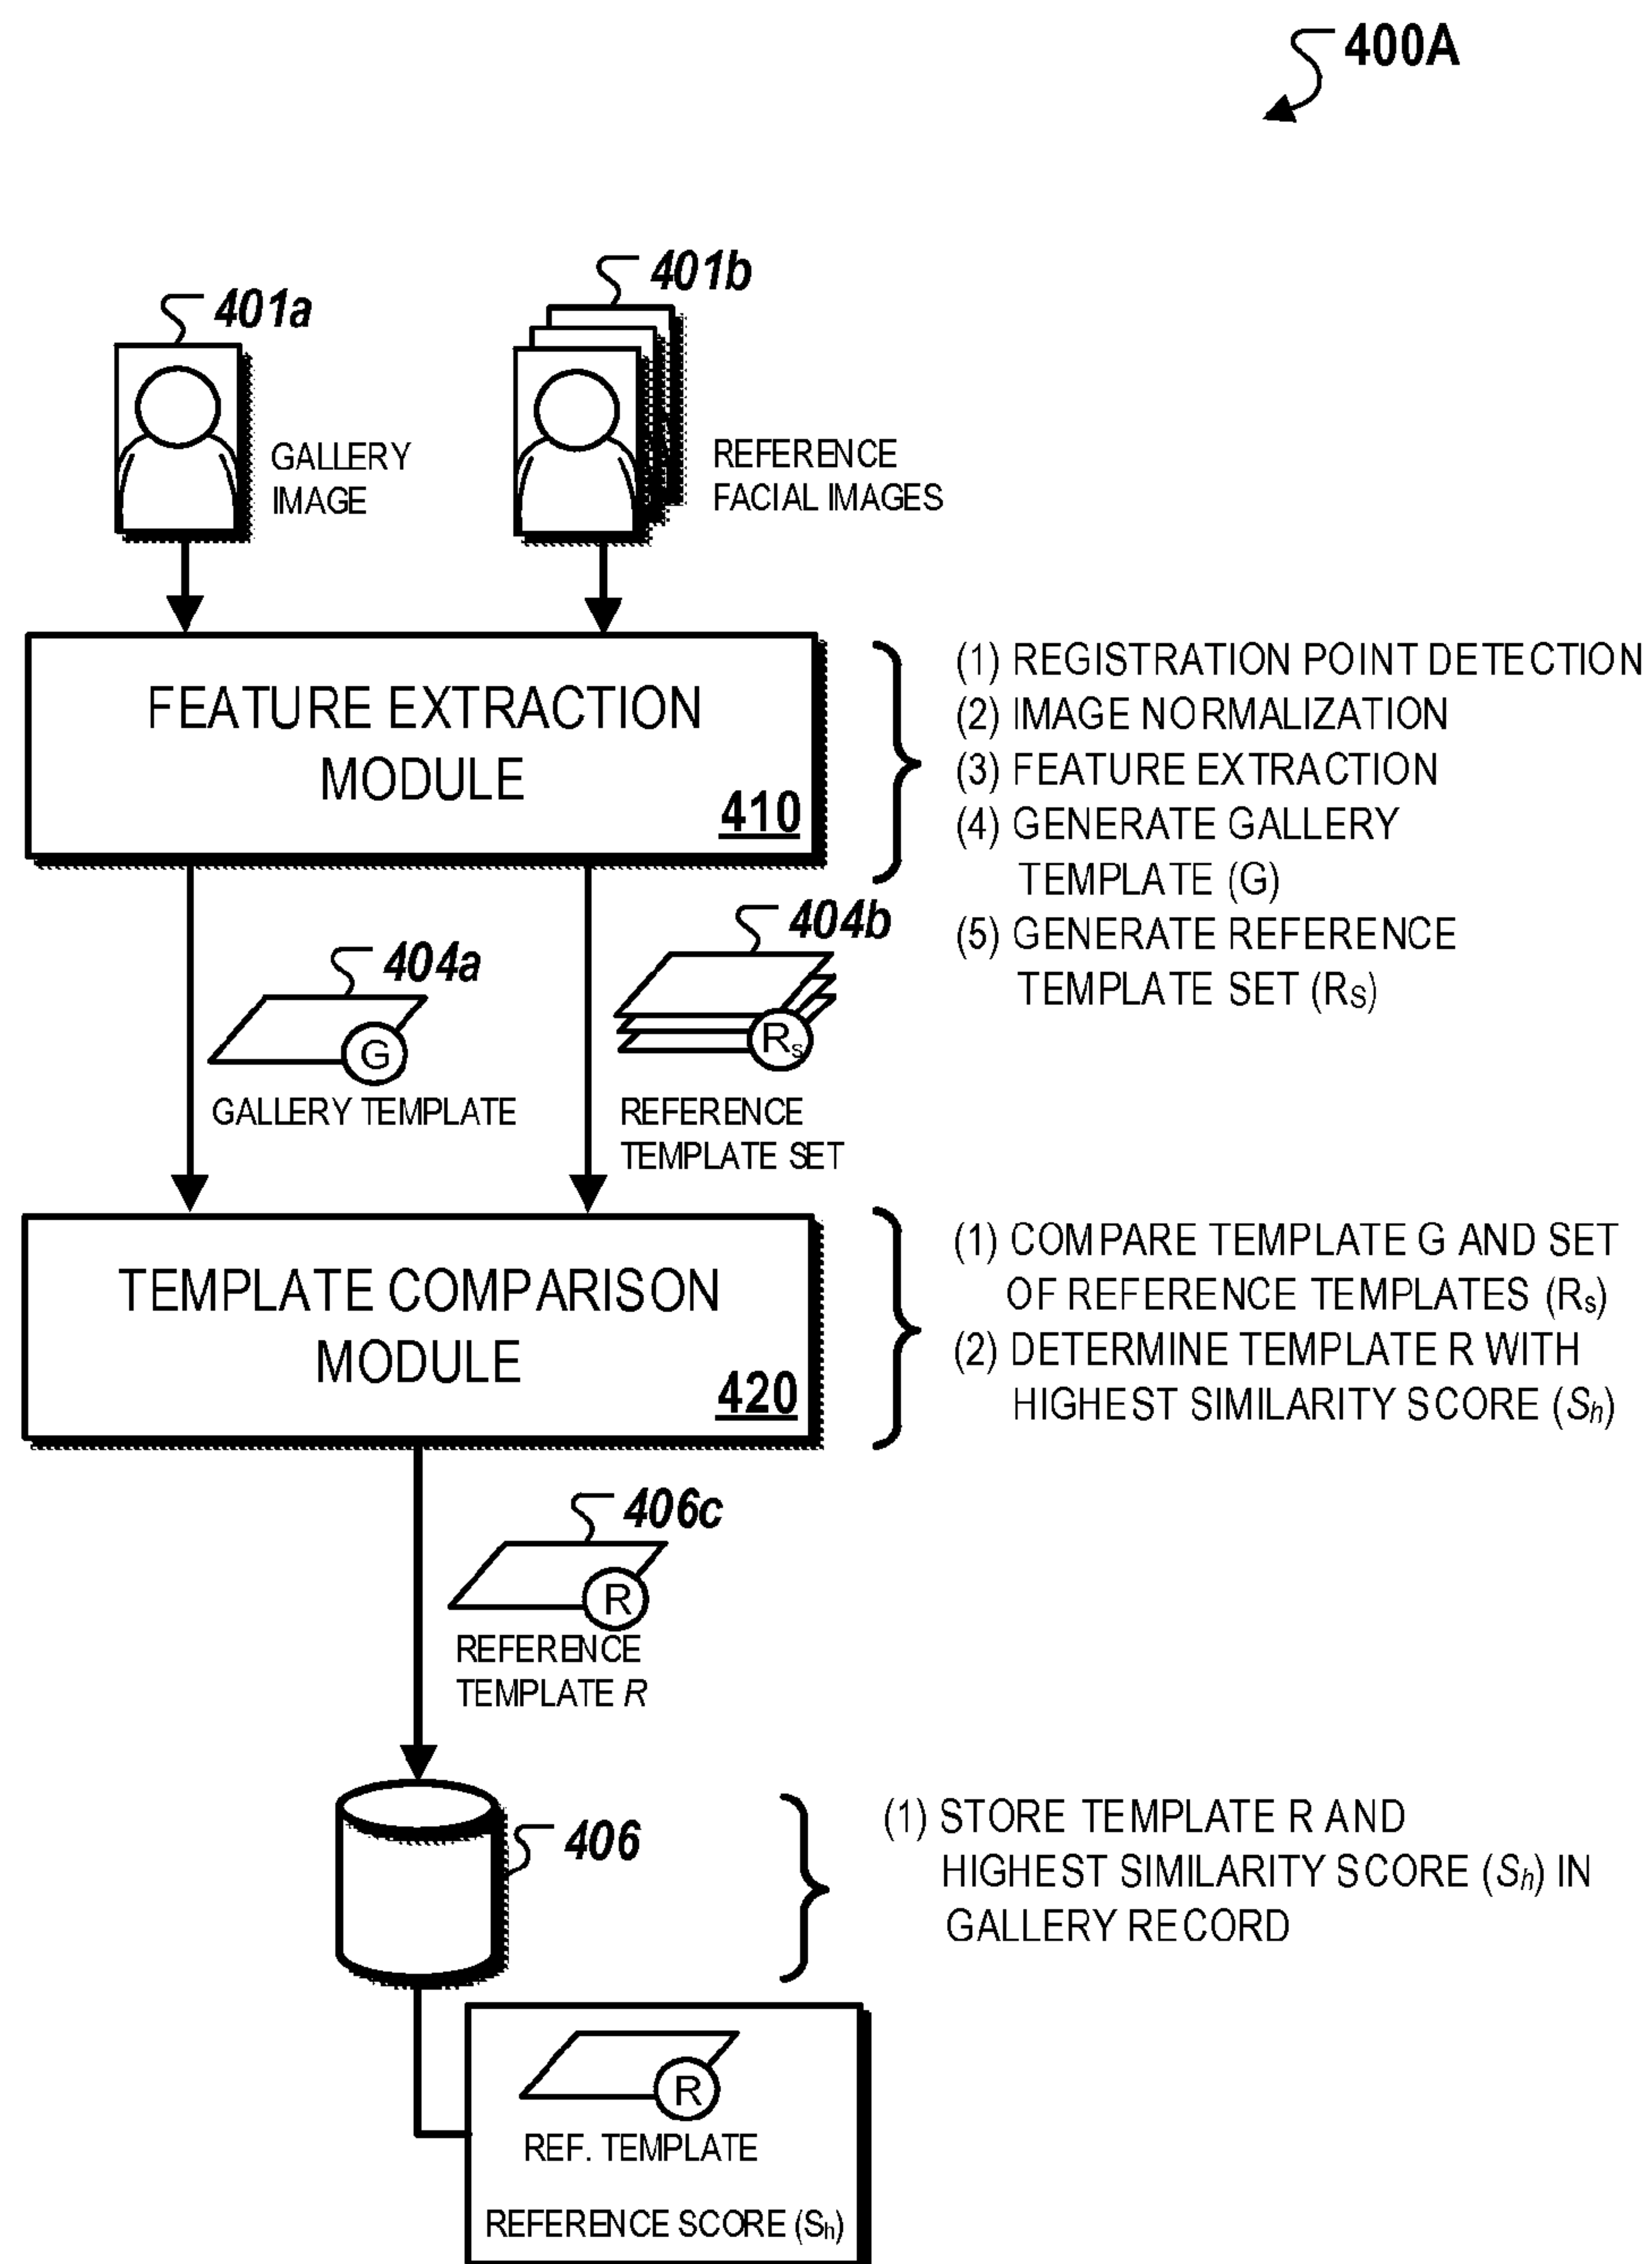 400A
401a
401b
GALLERY
IMAGE
REFERENCE
FACIAL IMAGES
FEATURE EXTRACTION
MODULE
410
(1) REGISTRATION POINT DETECTION
(2) IMAGE NORMALIZATION
(3) FEATURE EXTRACTION
(4) GENERATE GALLERY
TEMPLATE (G)
(5) GENERATE REFERENCE
TEMPLATE SET (RS)
404a
G
GALLERY TEMPLATE
404b
Rs
REFERENCE
TEMPLATE SET
TEMPLATE COMPARISON
MODULE
420
(1) COMPARE TEMPLATE G AND SET
OF REFERENCE TEMPLATES (Rs)
(2) DETERMINE TEMPLATE R WITH
HIGHEST SIMILARITY SCORE (Sh)
406c
R
REFERENCE
TEMPLATE R
406
(1) STORE TEMPLATE R AND
HIGHEST SIMILARITY SCORE (Sh) IN
GALLERY RECORD
R
REF. TEMPLATE
REFERENCE SCORE (Sh)